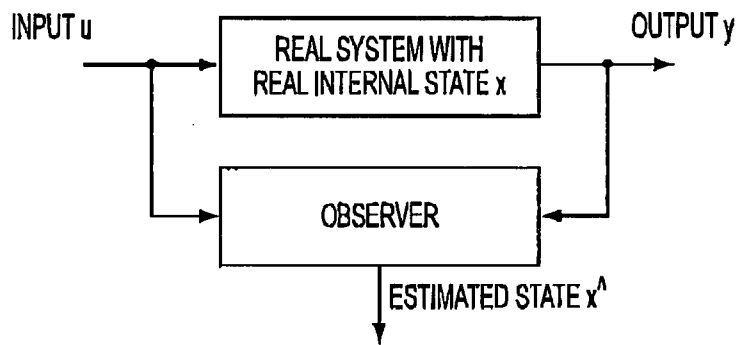 INPUT u
REAL SYSTEM WITH
REAL INTERNAL STATE x
OUTPUT y
OBSERVER
ESTIMATED STATE x^